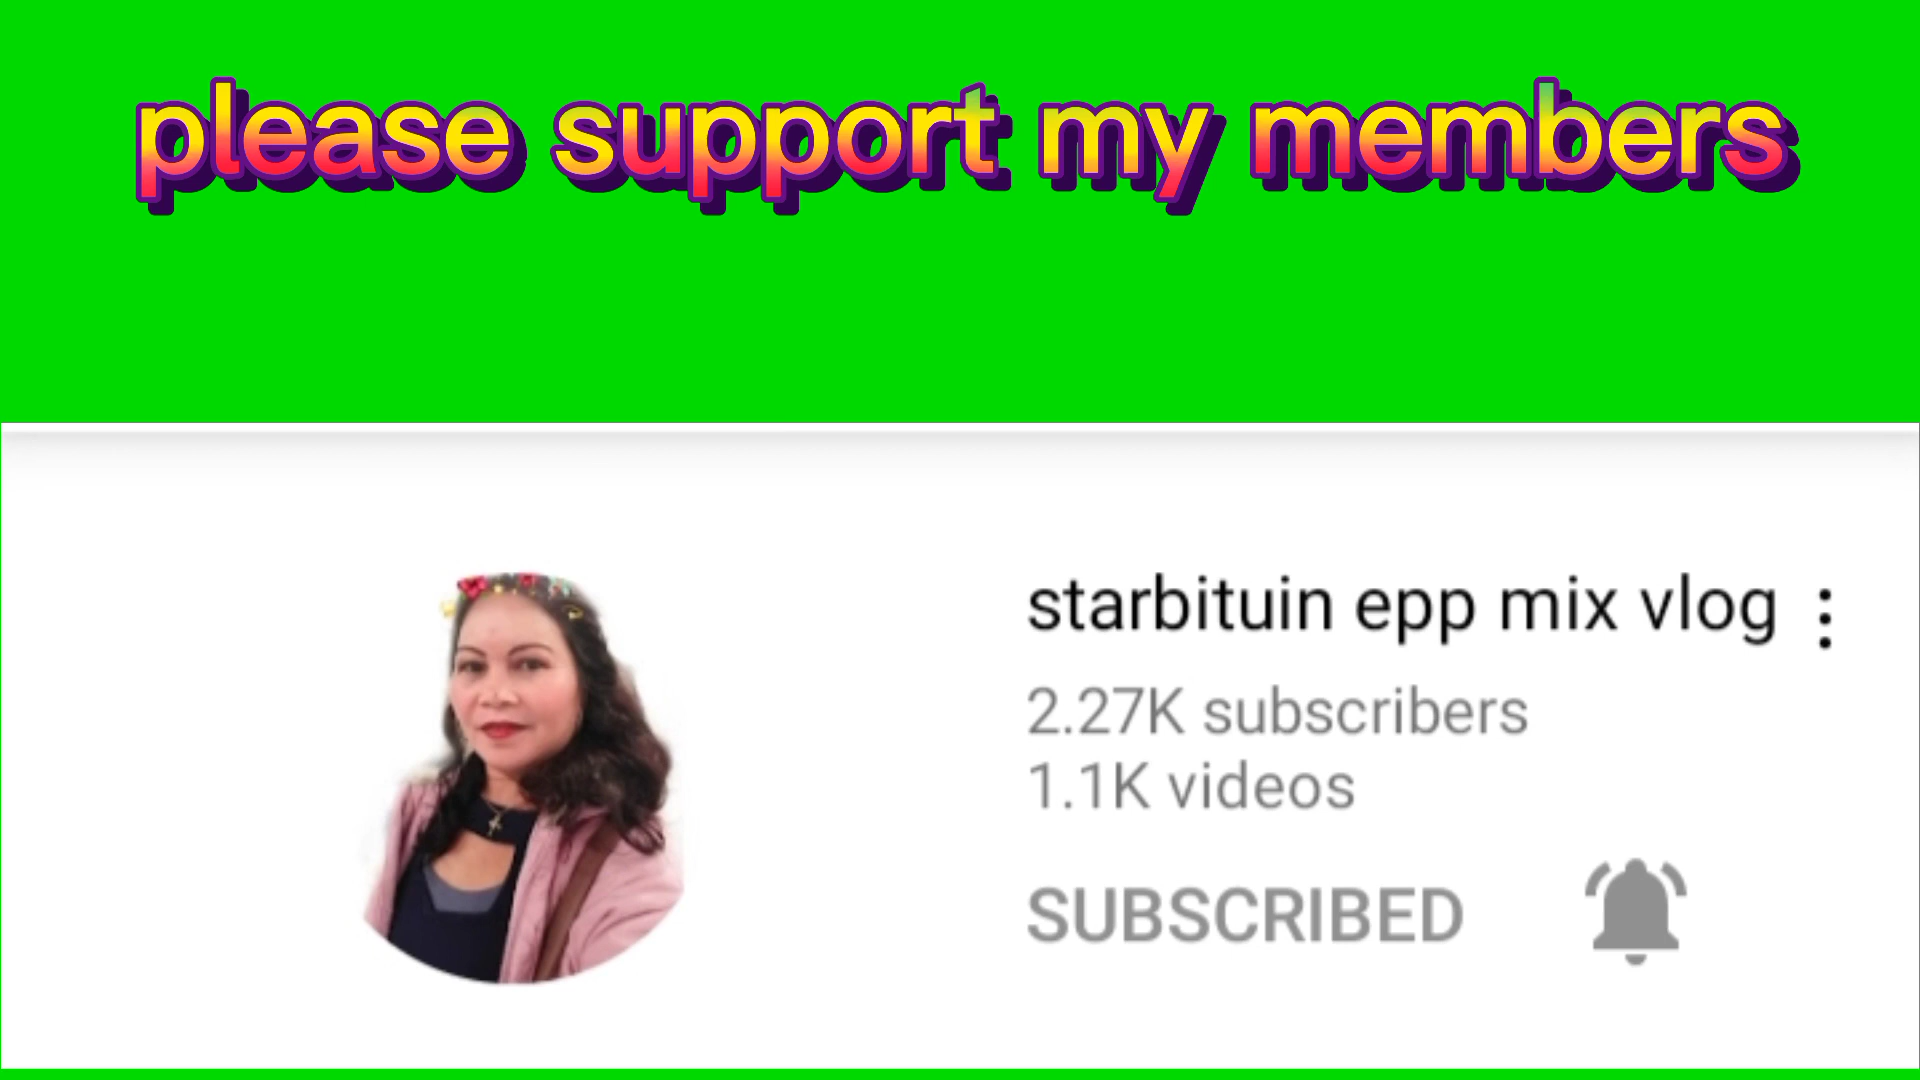 please support my members
starbituin epp mix vlog
2.27K subscribers
1.1K videos
SUBSCRIBED